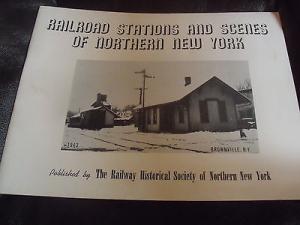 RAILROAD STATIONS AND SCENES
OF NORTHERN NEW YORK
BROWNVILLE, N.Y.
Published by The Railway Historical Society of Northern New York